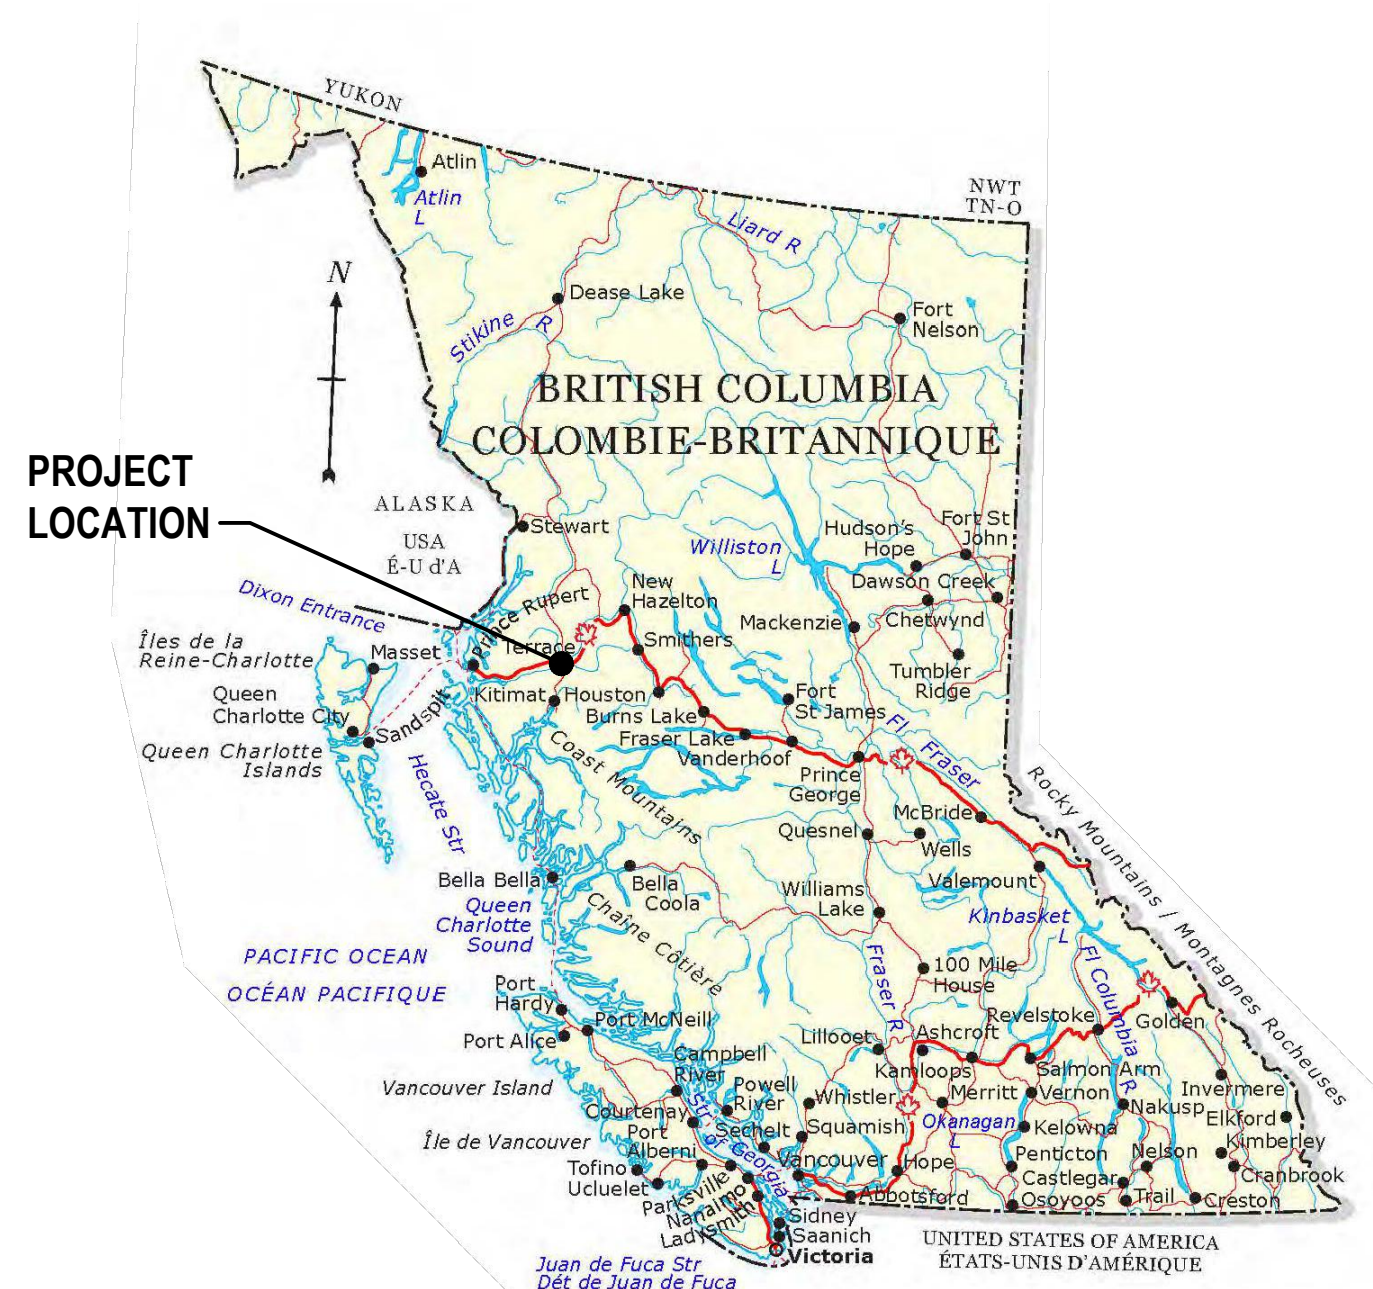 YUKON
Atlin
Atlin
L
NWT
TN-O
Liard R
N
Dease Lake
Stikine R
Fort
Nelson
BRITISH COLUMBIA
COLOMBIE-BRITANNIQUE
PROJECT
LOCATION
ALASKA
USA
É-U d'A
Stewart
Williston
L
Hudson's
Hope
Fort St
John
Dawson Creek
Chetwynd
Mackenzie
Tumbler
Ridge
Dixon Entrance
Prince Rupert
New
Hazelton
Smithers
Terrace
Îles de la
Reine-Charlotte
Masset
Queen
Charlotte City
Sandspit
Queen Charlotte
Islands
Kitimat
Houston
Burns Lake
Fraser Lake
Vanderhoof
Fort
St James
Prince
George
Fl Fraser
Hecate Str
Coast Mountains
McBride
Quesnel
Wells
Valemount
Rocky Mountains / Montagnes Rocheuses
Bella Bella
Bella
Coola
Williams
Lake
Kinbasket
L
Queen
Charlotte
Sound
Chaîne Côtière
PACIFIC OCEAN
OCÉAN PACIFIQUE
Fraser R
100 Mile
House
Fl Columbia R
Port
Hardy
Port McNeill
Port Alice
Revelstoke
Golden
Lillooet
Ashcroft
Kamloops
Salmon Arm
Campbell
River
Powell
River
Whistler
Merritt
Vernon
Invermere
Vancouver Island
Courtenay
Sechelt
Squamish
Okanagan
L
Nakusp
Elkford
Kelowna
Kimberley
Île de Vancouver
Port
Alberni
Str of Georgia
Vancouver
Hope
Penticton
Nelson
Cranbrook
Tofino
Ucluelet
Parksville
Nanaimo
Ladysmith
Abbotsford
Castlegar
Osoyoos
Trail
Creston
Sidney
Saanich
Victoria
UNITED STATES OF AMERICA
ÉTATS-UNIS D'AMÉRIQUE
Juan de Fuca Str
Dét de Juan de Fuca